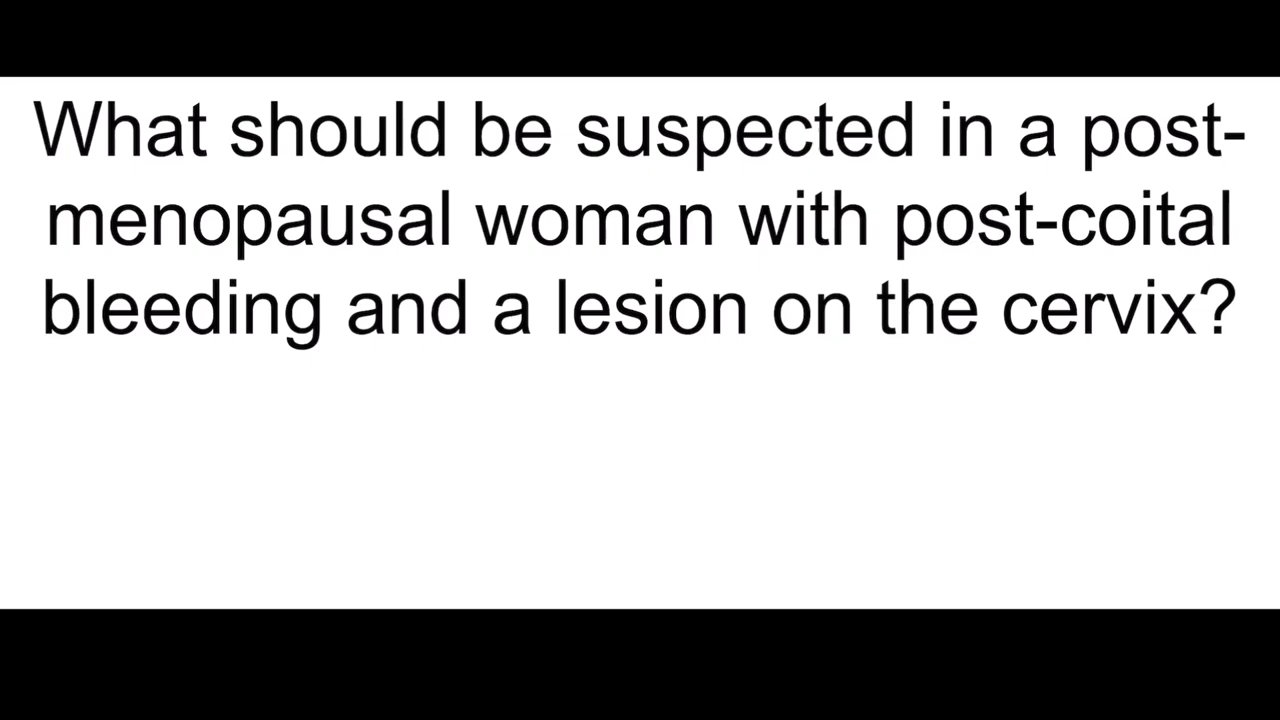 What should be suspected in a post-
menopausal woman with post-coital
bleeding and a lesion on the cervix?